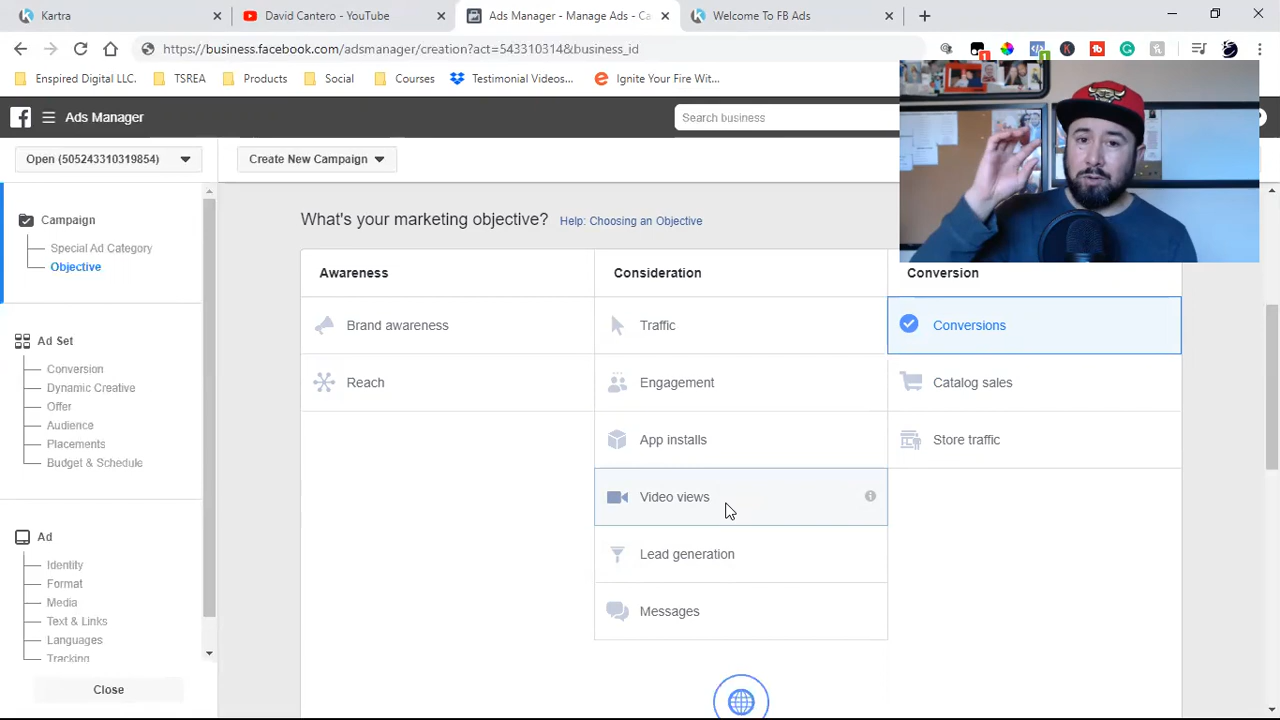 Kartra
David Cantero - YouTube
Ads Manager - Manage Ads - Ca
Welcome To FB Ads
https://business.facebook.com/adsmanager/creation?act=543310314&business_id
Enspired Digital LLC.
TSREA
Produc
Social
Courses
Testimonial Videos...
Ignite Your Fire Wit...
1
1
Ads Manager
Search business
Open (505243310319854)
Create New Campaign
Campaign
Special Ad Category
Objective
Ad Set
Conversion
Dynamic Creative
Offer
Audience
Placements
Budget & Schedule
Ad
Identity
Format
Media
Text & Links
Languages
Tracking
Close
What's your marketing objective? Help: Choosing an Objective
Awareness
Consideration
Conversion
Brand awareness
Traffic
Conversions
Reach
Engagement
Catalog sales
App installs
Store traffic
Video views
Lead generation
Messages